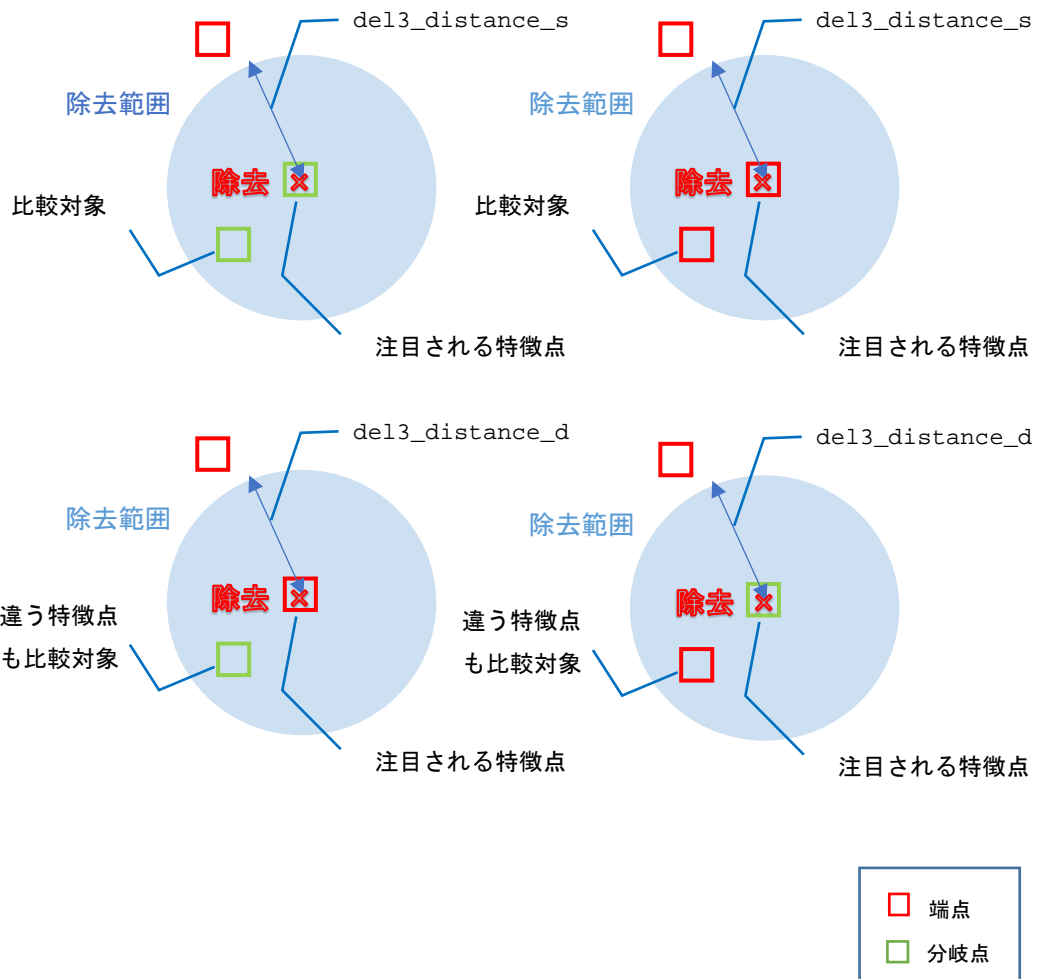 del3_distance_s
除去範囲
除去
比較対象
注目される特徴点
del3_distance_s
除去範囲
除去
比較対象
注目される特徴点
del3_distance_d
除去範囲
除去
違う特徴点
も比較対象
注目される特徴点
del3_distance_d
除去範囲
除去
違う特徴点
も比較対象
注目される特徴点
端点
分岐点